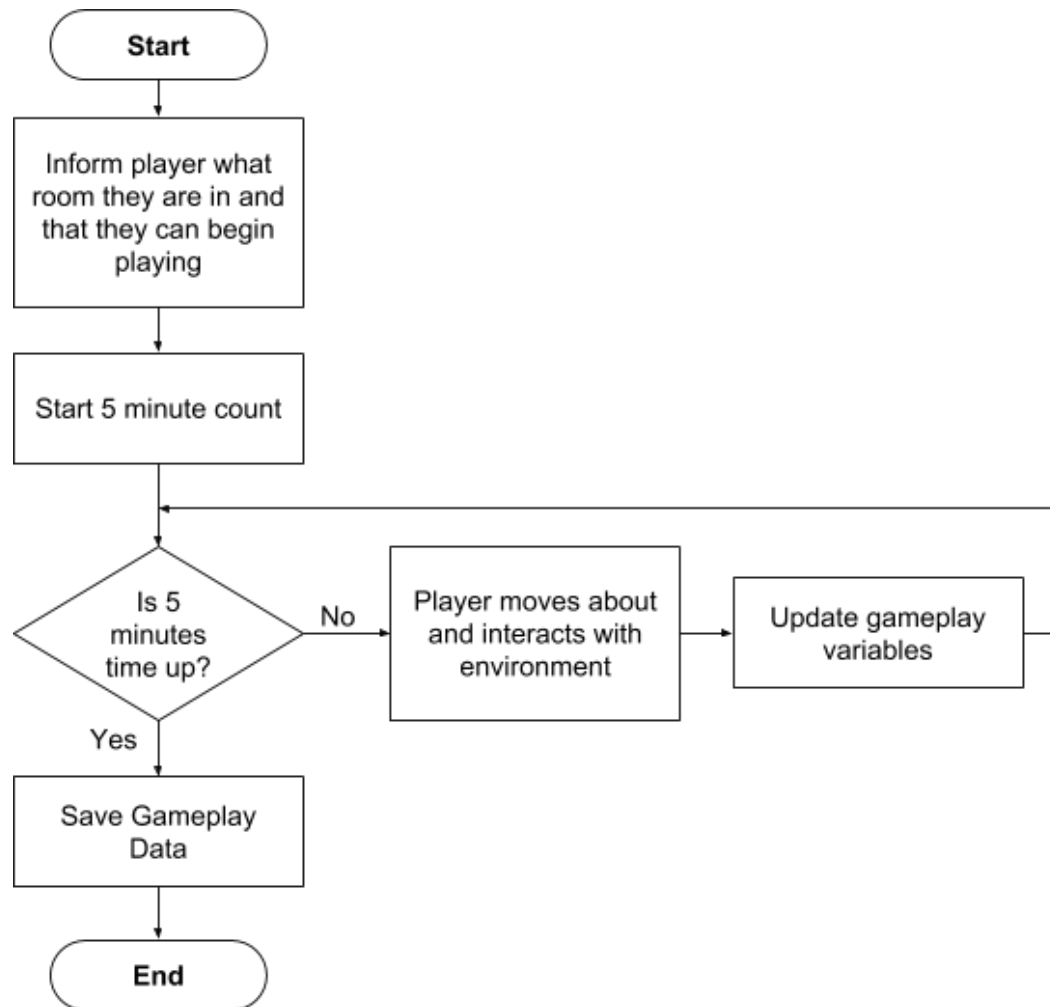 Start
Inform player what
room they are in and
that they can begin
playing
Start 5 minute count
Is 5
minutes
time up?
No
Player moves about
and interacts with
environment
Update gameplay
variables
Yes
Save Gameplay
Data
End